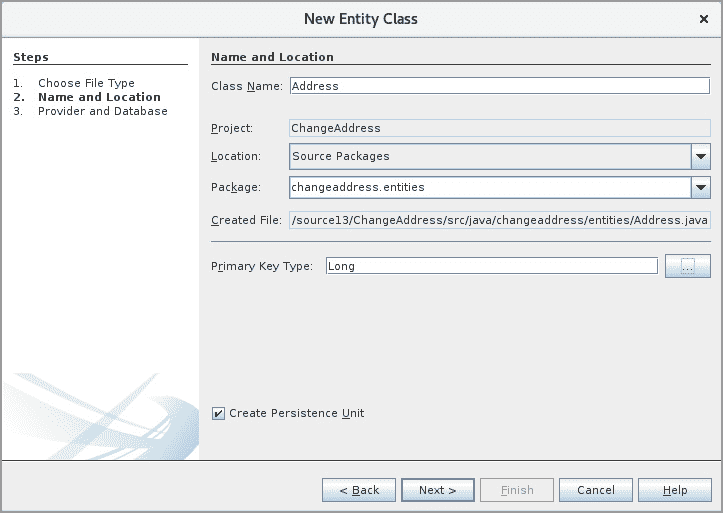 New Entity Class
×
Steps
1. Choose File Type
2. Name and Location
3. Provider and Database
Name and Location
Class Name: Address
Project: ChangeAddress
Location: Source Packages
Package: changeaddress.entities
Created File: /source13/ChangeAddress/src/java/changeaddress/entities/Address.java
Primary Key Type: Long ...
Create Persistence Unit
< Back Next > Finish Cancel Help